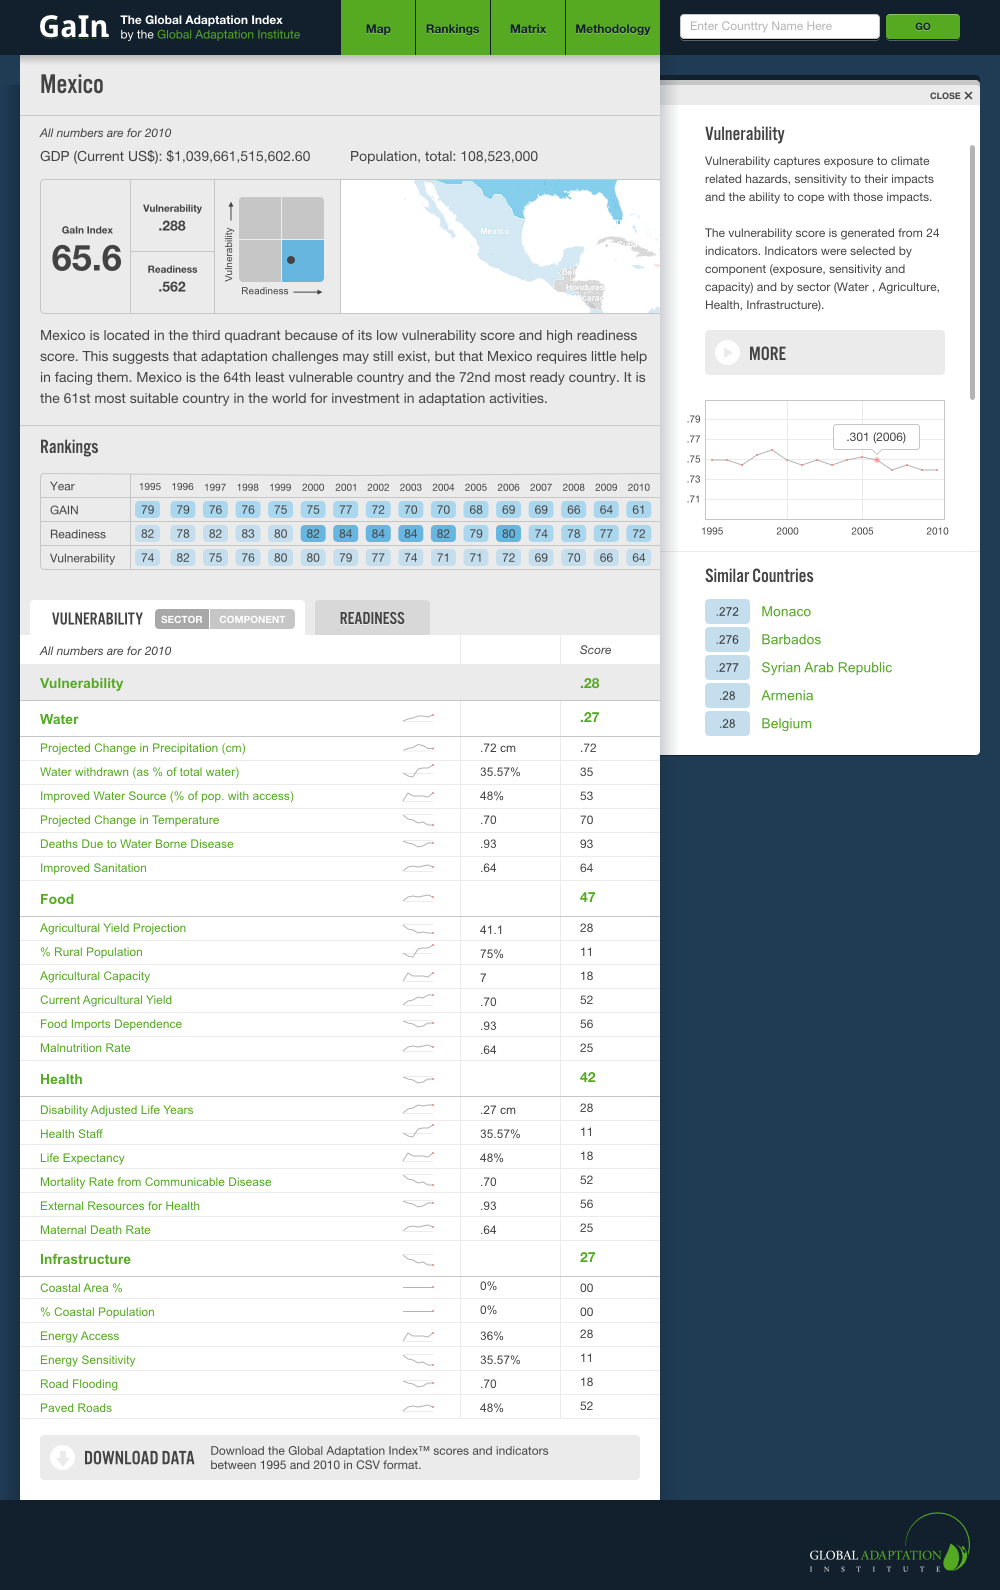 GaIn
The Global Adaptation Index
by the Global Adaptation Institute
Map
Rankings
Matrix
Methodology
Enter Counttry Name Here
GO
Mexico
All numbers are for 2010
GDP (Current US$): $1,039,661,515,602.60
Population, total: 108,523,000
GaIn Index
65.6
Vulnerability
.288
Readiness
.562
Vulnerability
Readiness
Mexico
Honduras
Mexico is located in the third quadrant because of its low vulnerability score and high readiness
score. This suggests that adaptation challenges may still exist, but that Mexico requires little help
in facing them. Mexico is the 64th least vulnerable country and the 72nd most ready country. It is
the 61st most suitable country in the world for investment in adaptation activities.
Rankings
Year 1995 1996 1997 1998 1999 2000 2001 2002 2003 2004 2005 2006 2007 2008 2009 2010
GAIN 79 79 76 76 75 75 77 72 70 70 68 69 69 66 64 61
Readiness 82 78 82 83 80 82 84 84 84 82 79 80 74 78 77 72
Vulnerability 74 82 75 76 80 80 79 77 74 71 71 72 69 70 66 64
VULNERABILITY
SECTOR
COMPONENT
READINESS
All numbers are for 2010
Score
Vulnerability .28
Water .27
Projected Change in Precipitation (cm) .72 cm .72
Water withdrawn (as % of total water) 35.57% 35
Improved Water Source (% of pop. with access) 48% 53
Projected Change in Temperature .70 70
Deaths Due to Water Borne Disease .93 93
Improved Sanitation .64 64
Food 47
Agricultural Yield Projection 41.1 28
% Rural Population 75% 11
Agricultural Capacity 7 18
Current Agricultural Yield .70 52
Food Imports Dependence .93 56
Malnutrition Rate .64 25
Health 42
Disability Adjusted Life Years .27 cm 28
Health Staff 35.57% 11
Life Expectancy 48% 18
Mortality Rate from Communicable Disease .70 52
External Resources for Health .93 56
Maternal Death Rate .64 25
Infrastructure 27
Coastal Area % 0% 00
% Coastal Population 0% 00
Energy Access 36% 28
Energy Sensitivity 35.57% 11
Road Flooding .70 18
Paved Roads 48% 52
DOWNLOAD DATA
Download the Global Adaptation Index™ scores and indicators
between 1995 and 2010 in CSV format.
CLOSE X
Vulnerability
Vulnerability captures exposure to climate
related hazards, sensitivity to their impacts
and the ability to cope with those impacts.
The vulnerability score is generated from 24
indicators. Indicators were selected by
component (exposure, sensitivity and
capacity) and by sector (Water , Agriculture,
Health, Infrastructure).
MORE
.79
.77
.75
.73
.71
.301 (2006)
1995 2000 2005 2010
Similar Countries
.272 Monaco
.276 Barbados
.277 Syrian Arab Republic
.28 Armenia
.28 Belgium
GLOBAL ADAPTATION
INSTITUTE